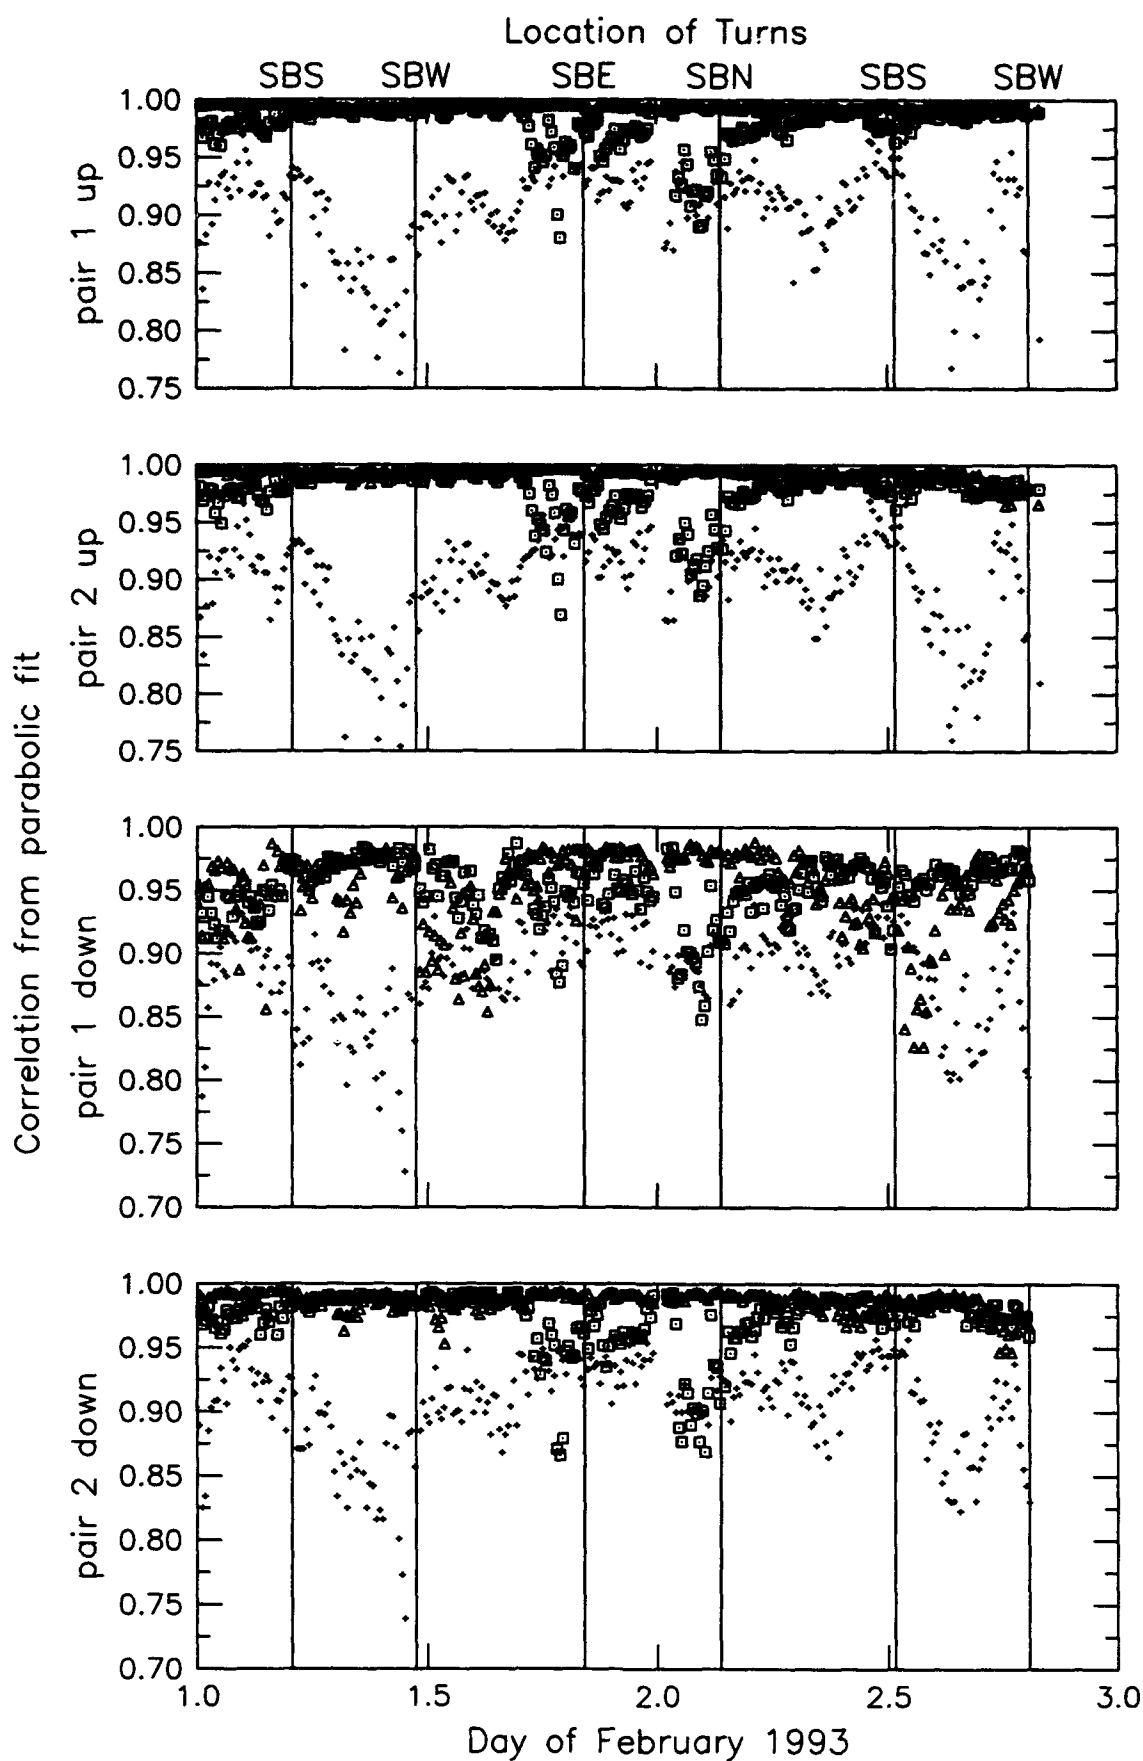 Location of Turns
SBS SBW SBE SBN SBS SBW
1.00
0.95
0.90
0.85
0.80
0.75
pair 1 up
1.00
0.95
0.90
0.85
0.80
0.75
pair 2 up
Correlation from parabolic fit
1.00
0.95
0.90
0.85
0.80
0.75
0.70
pair 1 down
1.00
0.95
0.90
0.85
0.80
0.75
0.70
pair 2 down
1.0 1.5 2.0 2.5 3.0
Day of February 1993